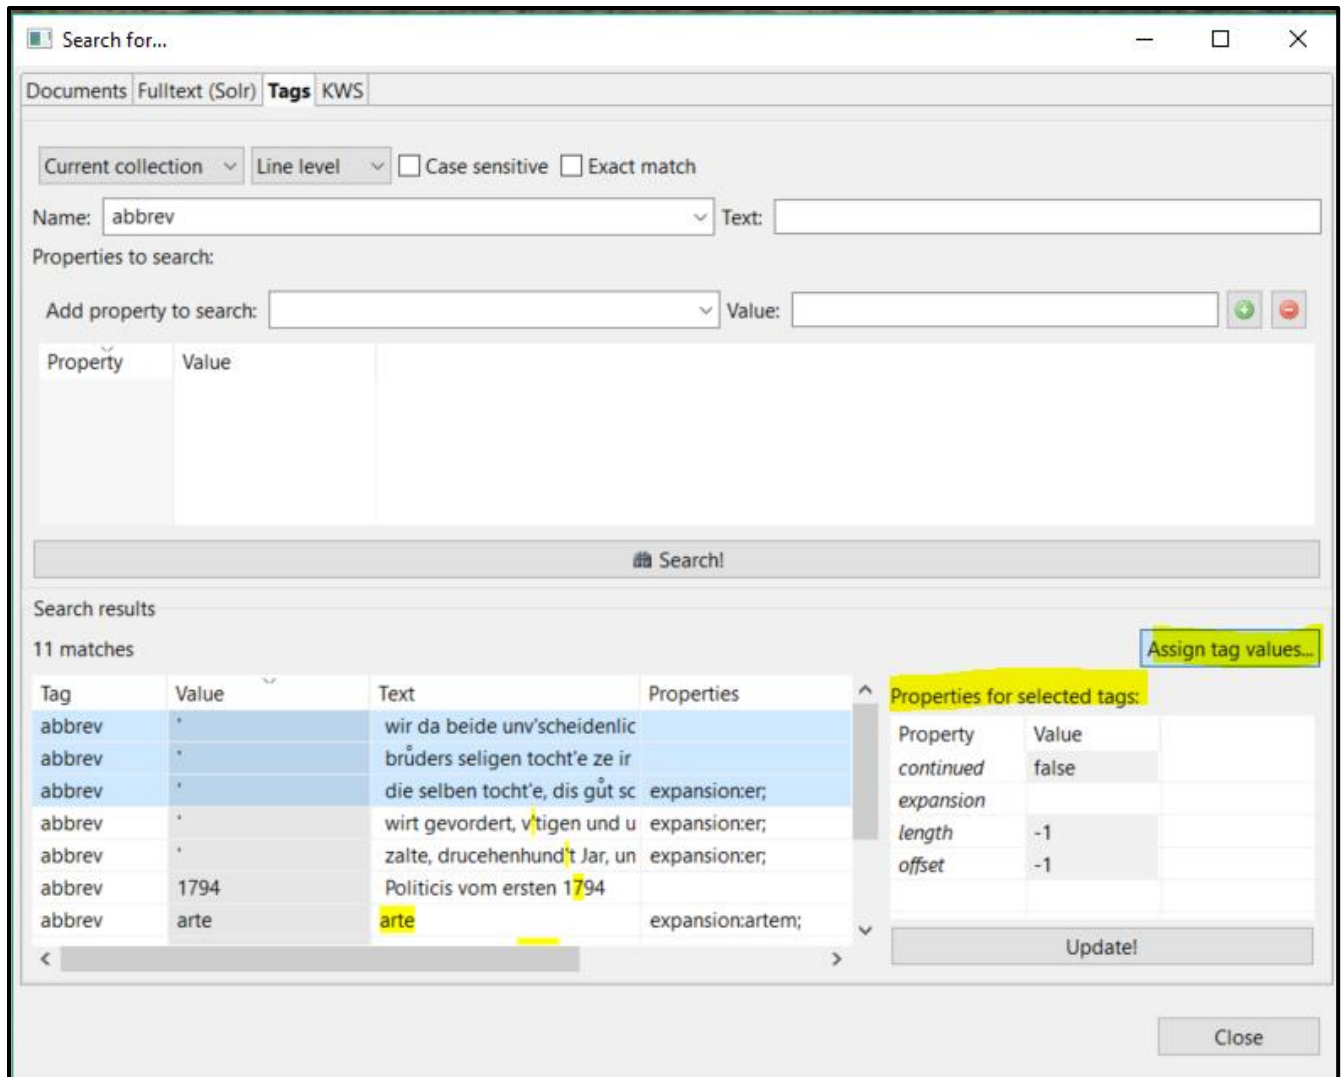 Search for...
Documents Fulltext (Solr) Tags KWS
Current collection Line level Case sensitive Exact match
Name: abbrev Text:
Properties to search:
Add property to search: Value:
Property Value
Search!
Search results
11 matches Assign tag values...
Tag Value Text Properties Properties for selected tags:
abbrev ' wir da beide unv'scheidenlic
Property Value
abbrev ' brůders seligen tocht'e ze ir
continued false
abbrev ' die selben tocht'e, dis gůt sc expansion:er;
expansion
abbrev ' wirt gevordert, v'tigen und u expansion:er;
length -1
abbrev ' zalte, drucehenhund't Jar, un expansion:er;
offset -1
abbrev 1794 Politicis vom ersten 1794
abbrev arte arte expansion:artem;
Update!
Close